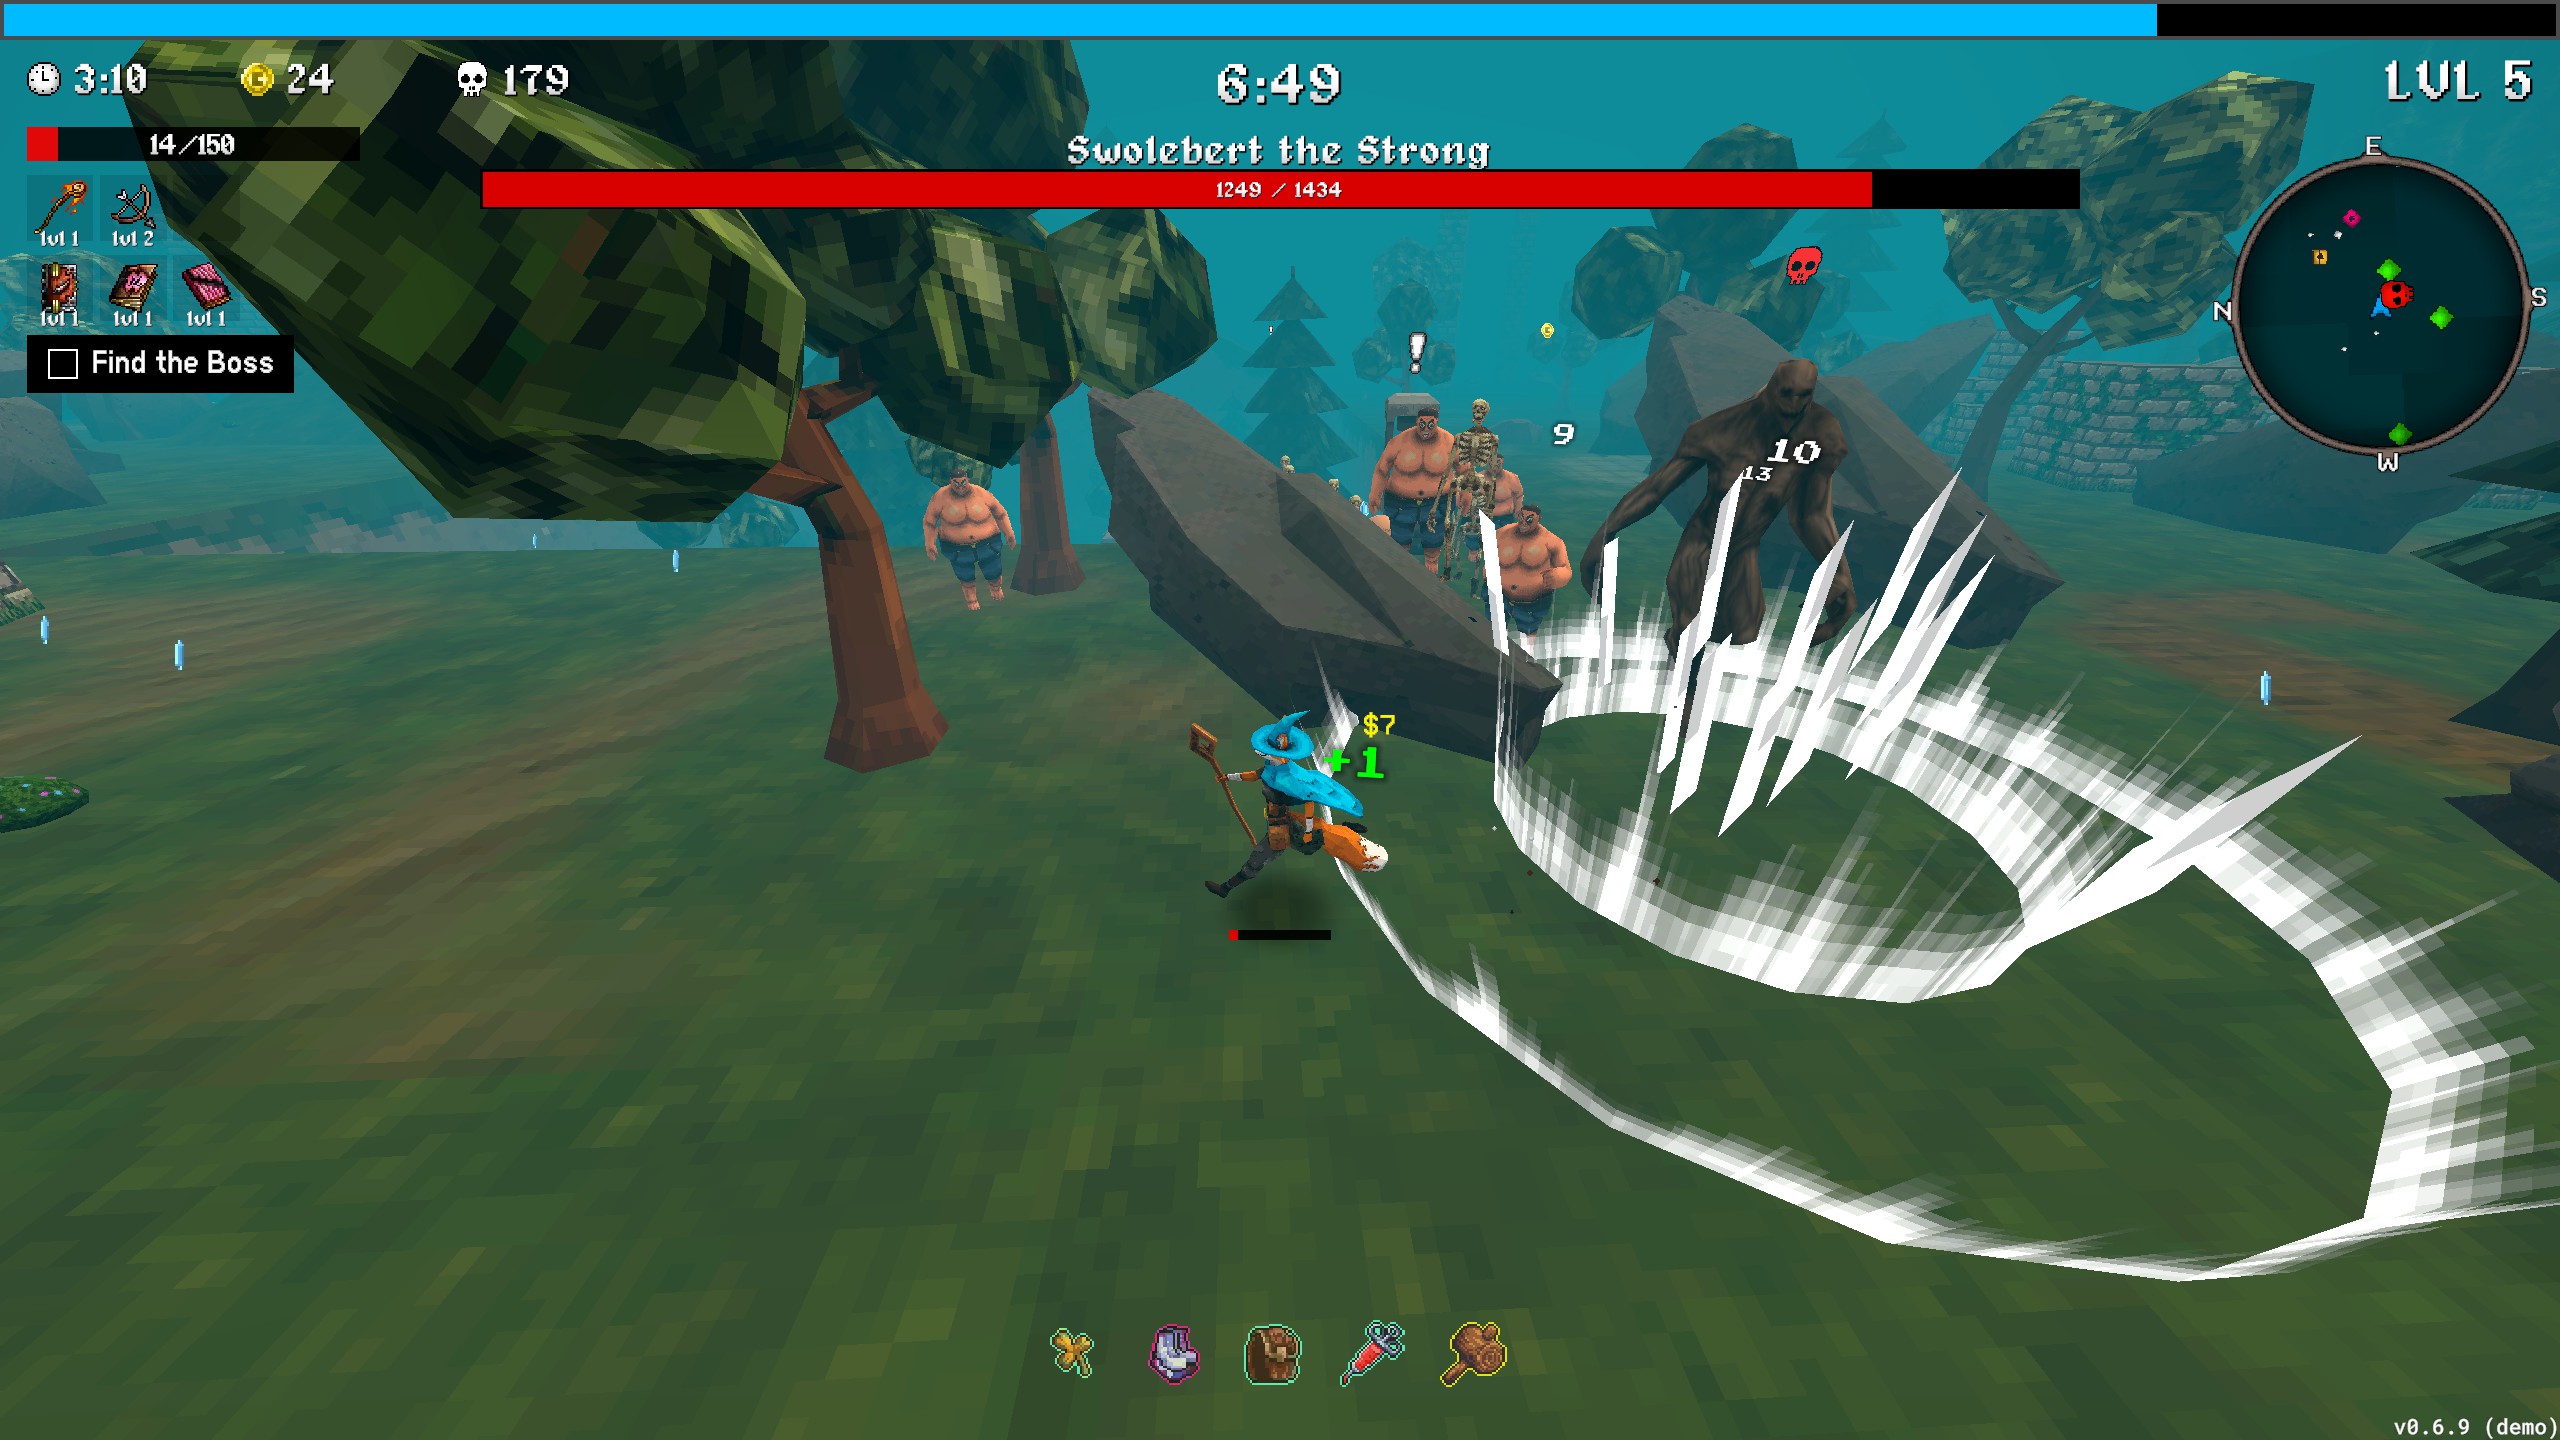 3:10
24
179
6:49
LVL 5
14/150
Swolebert the Strong
1249 / 1434
lvl 1
lvl 2
lvl 1
lvl 1
lvl 1
Find the Boss
E
N
S
W
!
9
10
13
$7
+1
v0.6.9 (demo)